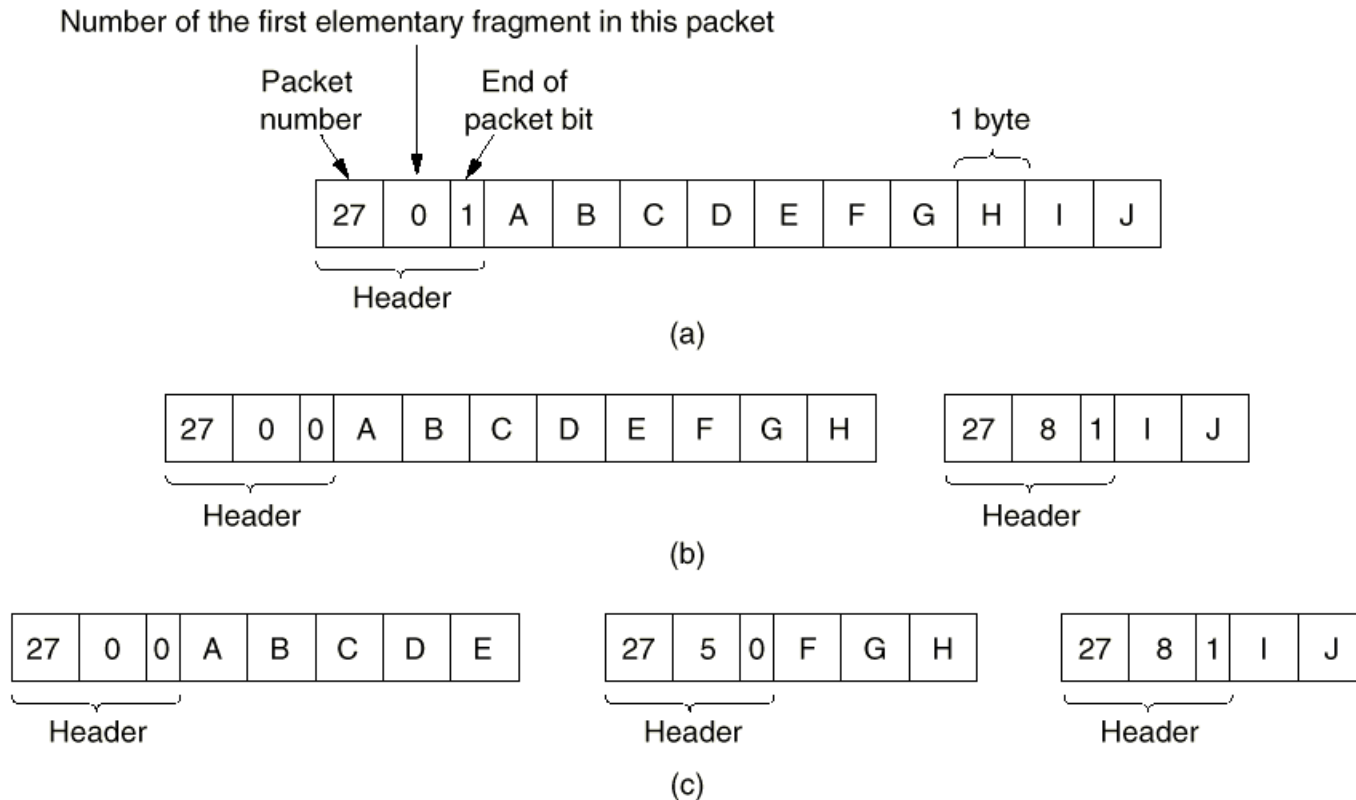 Number of the first elementary fragment in this packet
Packet
number
End of
packet bit
1 byte
27 0 1 A B C D E F G H I J
Header
(a)
27 0 0 A B C D E F G H
27 8 1 I J
Header
Header
(b)
27 0 0 A B C D E
27 5 0 F G H
27 8 1 I J
Header
Header
Header
(c)